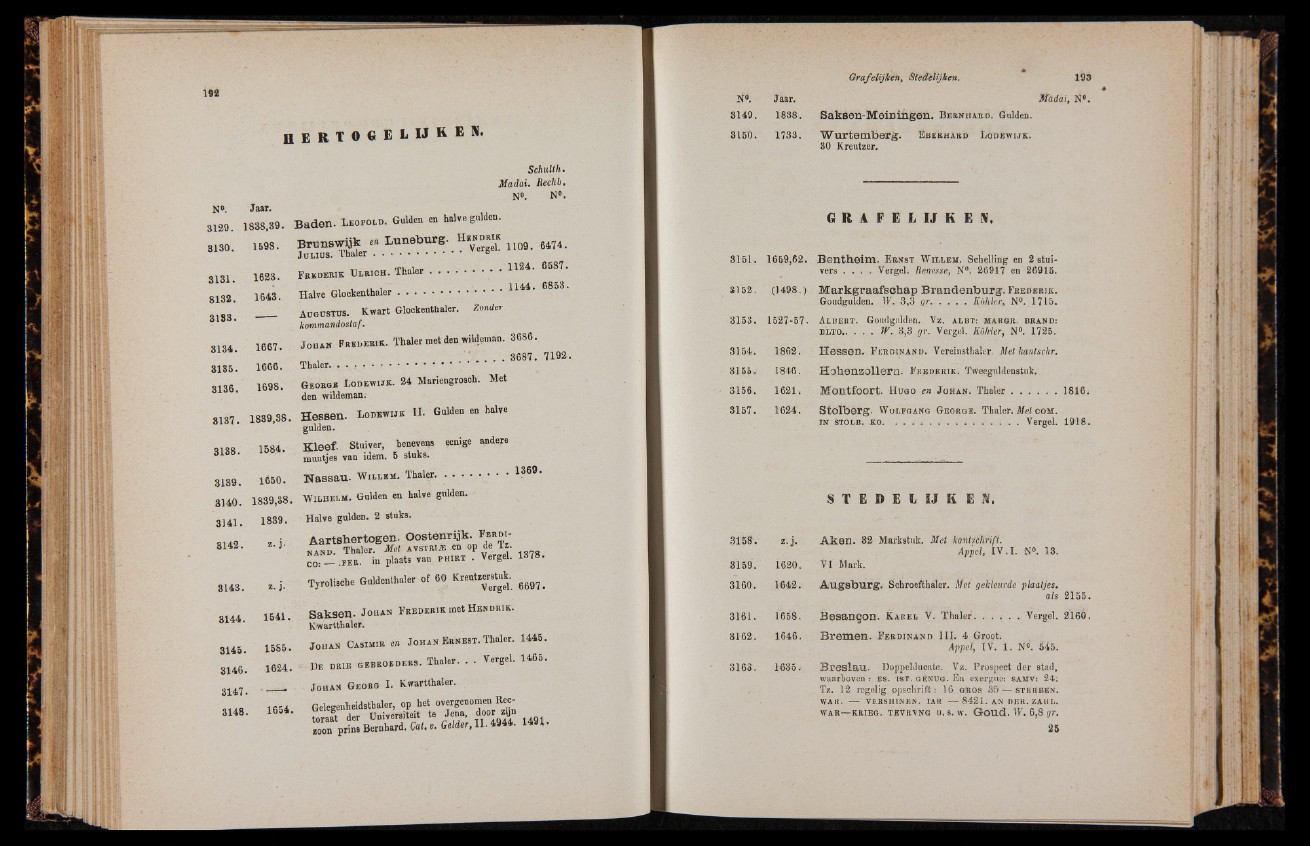 192
HERTOGELIJKEN.
Schulth.
Madai. Rechb.
N°. Jaar. N°. N°.
3129. 1838,39. Baden. LEOPOLD. Gulden en halve gulden.
3130. 1598. Brunswijk en Luneburg. HENDRIK
JULIUS. Thaler . . . . . . . . . . . Vergel. 1109. 6474.
3131. 1623. FREDERIK ULRICH. Thaler . . . . . . . . . 1124. 6587.
3132. 1643. Halve Glockenthaler . . . . . . . . . . . . . 1144. 6853.
3133. —— AUGUSTUS. Kwart Glockenthaler. Zonder
kommandostaf.
3134. 1667. JOHAN FREDERIK. Thaler met den wildeman. 3686.
3135. 1666. Thaler. . . . . . . . . . . . . . . . . . . . 3687. 7192.
3136. 1698. GEORGE LODEWIJK. 24 Mariengrosch. Met
den wildeman.
3137. 1839,38. Hessen. LODEWIJK II. Gulden en halve
gulden.
3138. 1584. Kleef. Stuiver, benevens eenige andere
muntjes van idem. 5 stuks.
3139. 1650. Nassau. WILLEM. Thaler. . . . . . . . . 1369.
3140. 1839,38. WILHELM. Gulden en halve gulden.
3141. 1839. Halve gulden. 2 stuks.
3142. z. j. Aartshertogen. Oostenrijk. FERDI-
NAND. Thaler. Met AVSTRIÆ en op de Tz.
CO: — .FER. in plaats van PHIRT . Vergel. 1378.
3143. z. j. Tyrolische Guldenthaler of 60 Kreutzerstuk.
Vergel. 6697.
3144. 1541. Saksen. JOHAN FREDERIK met HENDRIK.
Kwartthaler.
3145. 1585. JOHAN CASIMIR en JOHAN ERNEST. Thaler. 1445.
3146. 1624. DE DRIE GEBROEDERS. Thaler. . . Vergel. 1465.
3147. —— JOHAN GEORG I. Kwartthaler.
3148. 1654. Gelegenheidsthaler, op het overgenomen Rec-
toraat der Universiteit te Jena, door zijn
zoon prins Bernhard. Cat. v. Gelder, II. 4944. 1491.
Grafelijken, Stedelijken. 193
N°. Jaar. Madai, N°.
3149. 1838. Saksen-Meiningen. BERNHARD. Gulden.
3150. 1733. Wurtemberg. EBERHARD LODEWIJK.
30 Kreutzer.
GRAFELIJKEN.
3151. 1659,62. Bentheim. ERNST WILLEM. Schelling en 2 stui-
vers . . . . Vergel. Renesse, N°. 26917 en 26915.
3152. (1498.) Markgraafschap Brandenburg. FREDERIK.
Goudgulden. W. 3,3 gr. . . . . . Köhler, N°. 1715.
3153. 1527-57. ALBERT. Goudgulden. Vz. ALBT: MARGR. BRAND:
ELTO.. . . . W. 3,3 gr. Vergel. Köhler, N°. 1725.
3154. 1862. Hessen. FERDINAND. Vereinsthaler Met hantschr.
3155. 1846. Hohenzollern. FREDERIK. Tweeguldenstuk.
3156. 1621. Montfoort. HUGO en JOHAN. Thaler . . . . . . 1816.
3157. 1624. Stolberg. WOLFGANG GEORGE. Thaler. Met COM.
IN STOLB. KO. . . . . . . . . . . . . . . . Vergel. 1918.
STEDELIJKEN.
3158. z. j. Aken. 32 Markstuk. Met kontschrift.
Appel, IV. I. N°. 13.
3159. 1620. VI Mark.
3160. 1642. Augsburg. Schroefthaler. Met gekleurde plaatjes.
als 2155.
3161. 1658. Besançon. KAREL V. Thaler. . . . . . Vergel. 2160.
3162. 1646. Bremen. FERDINAND III. 4 Groot.
Appel, IV. 1. N°. 545.
3163. 1635. Breslau. Doppelducate. Vz. Prospect der stad,
waarboven: ES. IST. GENUG. En exergue: SAMV: 24;
Tz. 12 regelig opschrift: 16 GROS 35 — STERBEN.
WAR. — VERSHINEN. IAR — 8421. AN DER. ZAHL.
WAR—KRIEG. TEVRVNG U. S. W. Goud. W. 6,8 gr.
25